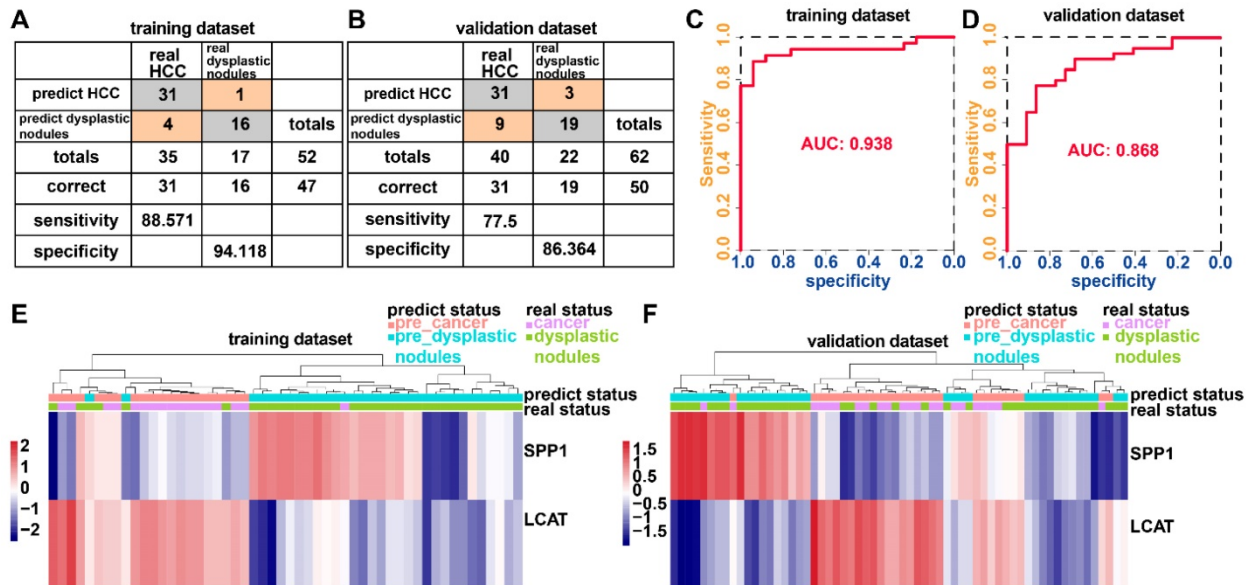 A
training dataset
real HCC
real dysplastic nodules
predict HCC 31 1
predict dysplastic nodules 4 16 totals
totals 35 17 52
correct 31 16 47
sensitivity 88.571
specificity 94.118
B
validation dataset
real HCC
real dysplastic nodules
predict HCC 31 3
predict dysplastic nodules 9 19 totals
totals 40 22 62
correct 31 19 50
sensitivity 77.5
specificity 86.364
C
training dataset
Sensitivity
1.0
0.8
0.6
0.4
0.2
0.0
AUC: 0.938
1.0 0.8 0.6 0.4 0.2 0.0
specificity
D
validation dataset
Sensitivity
1.0
0.8
0.6
0.4
0.2
0.0
AUC: 0.868
1.0 0.8 0.6 0.4 0.2 0.0
specificity
E
training dataset
predict status
pre_cancer
pre_dysplastic
nodules
real status
cancer
dysplastic
nodules
predict status
real status
SPP1
LCAT
2
1
0
−1
−2
F
validation dataset
predict status
pre_cancer
pre_dysplastic
nodules
real status
cancer
dysplastic
nodules
predict status
real status
SPP1
LCAT
1.5
1
0.5
−0.5
−1
−1.5